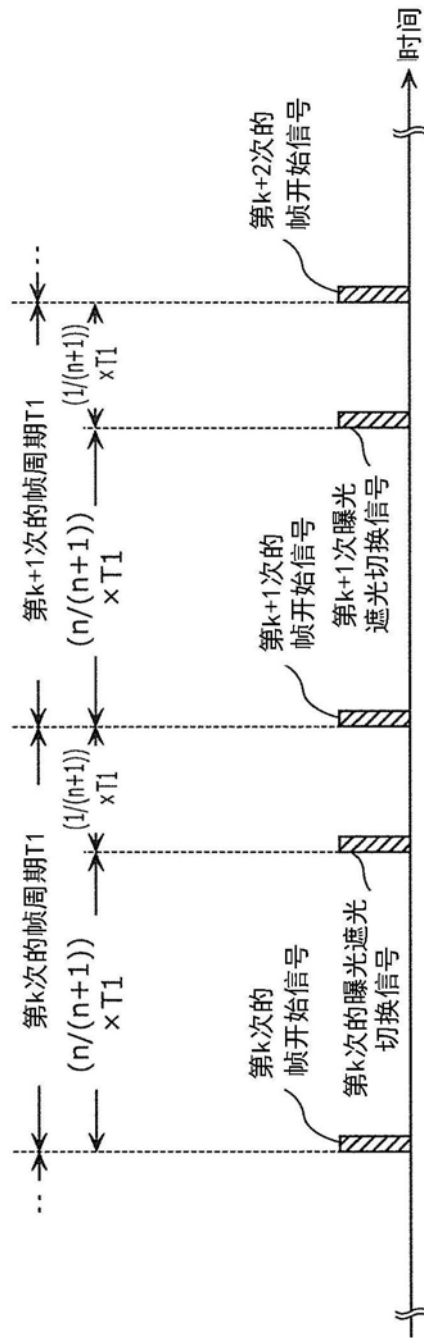 ··
第k次的帧周期T1
第k+1次的帧周期T1
···
(n/(n+1))
×T1
(1/(n+1))
×T1
(n/(n+1))
×T1
(1/(n+1))
×T1
第k次的
帧开始信号
第k次的曝光遮光
切换信号
第k+1次的
帧开始信号
第k+1次曝光
遮光切换信号
第k+2次的
帧开始信号
时间